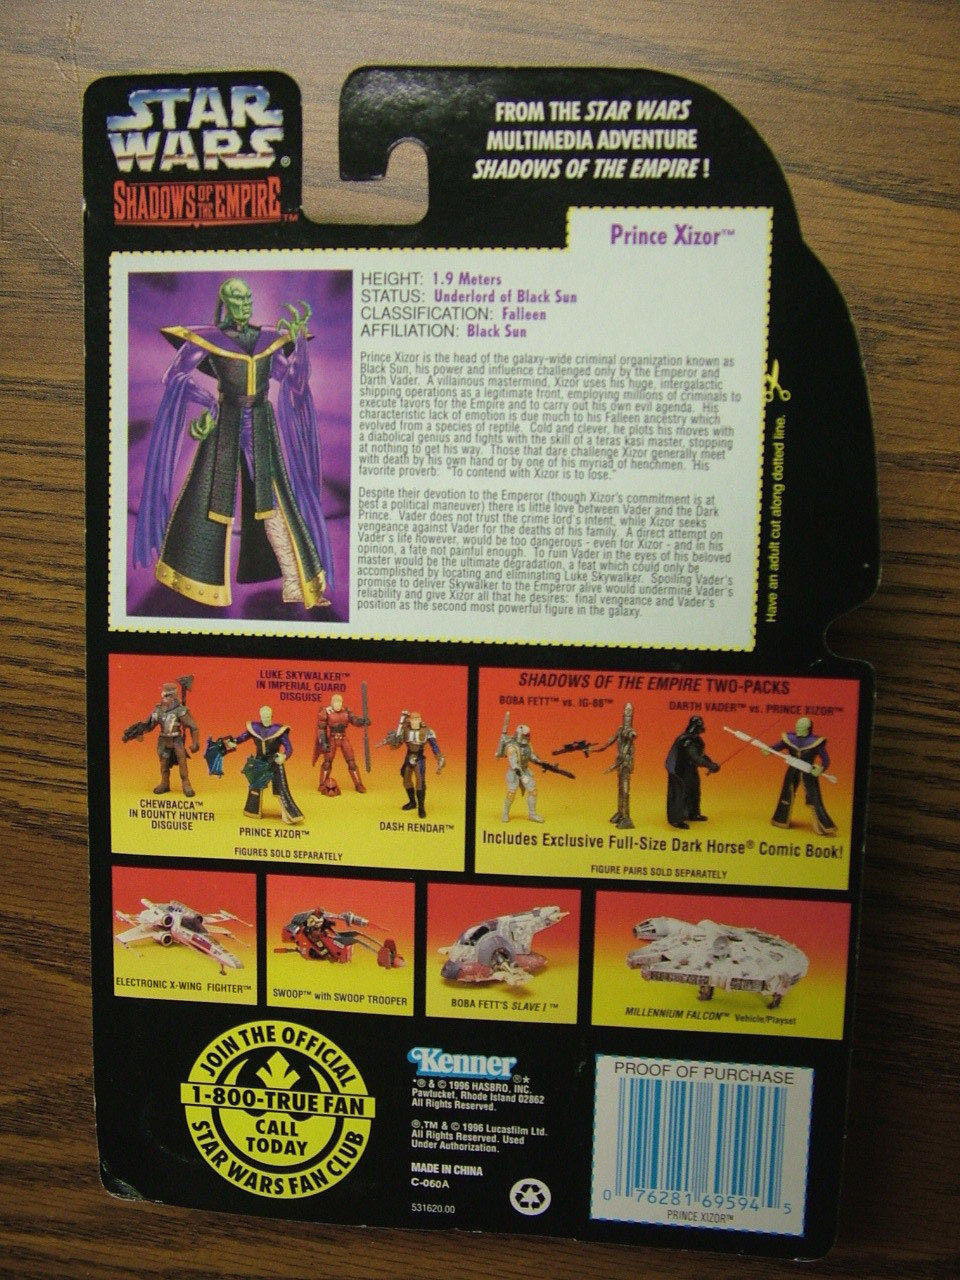 STAR
WARS®
SHADOWS OF THE EMPIRE™
FROM THE STAR WARS
MULTIMEDIA ADVENTURE
SHADOWS OF THE EMPIRE!
Prince Xizor™
HEIGHT: 1.9 Meters
STATUS: Underlord of Black Sun
CLASSIFICATION: Falleen
AFFILIATION: Black Sun
Prince Xizor is the head of the galaxy-wide criminal organization known as
Black Sun, his power and influence challenged only by the Emperor and
Darth Vader. A villainous mastermind, Xizor uses his huge, intergalactic
shipping operations as a legitimate front, employing millions of criminals to
execute favors for the Empire and to carry out his own evil agenda. His
characteristic lack of emotion is due much to his Falleen ancestry which
evolved from a species of reptile. Cold and clever, he plots his moves with
a diabolical genius and fights with the skill of a teras kasi master, stopping
at nothing to get his way. Those that dare challenge Xizor generally meet
with death by his own hand or by one of his myriad of henchmen. His
favorite proverb: "To contend with Xizor is to lose."
Despite their devotion to the Emperor (though Xizor's commitment is at
best a political maneuver) there is little love between Vader and the Dark
Prince. Vader does not trust the crime lord's intent, while Xizor seeks
vengeance against Vader for the deaths of his family. A direct attempt on
Vader's life however, would be too dangerous - even for Xizor - and in his
opinion, a fate not painful enough. To ruin Vader in the eyes of his beloved
master would be the ultimate degradation, a feat which could only be
accomplished by locating and eliminating Luke Skywalker. Spoiling Vader's
promise to deliver Skywalker to the Emperor alive would undermine Vader's
reliability and give Xizor all that he desires: final vengeance and Vader's
position as the second most powerful figure in the galaxy.
Have an adult cut along dotted line.
LUKE SKYWALKER™
IN IMPERIAL GUARD
DISGUISE
CHEWBACCA™
IN BOUNTY HUNTER
DISGUISE
PRINCE XIZOR™
DASH RENDAR™
FIGURES SOLD SEPARATELY
SHADOWS OF THE EMPIRE TWO-PACKS
BOBA FETT™ vs. IG-88™
DARTH VADER™ vs. PRINCE XIZOR™
Includes Exclusive Full-Size Dark Horse® Comic Book!
FIGURE PAIRS SOLD SEPARATELY
ELECTRONIC X-WING FIGHTER™
SWOOP™ with SWOOP TROOPER
BOBA FETT'S SLAVE I™
MILLENNIUM FALCON™ Vehicle/Playset
JOIN THE OFFICIAL
1-800-TRUE FAN
CALL
TODAY
STAR WARS FAN CLUB
Kenner®*
*® & © 1996 HASBRO, INC.
Pawtucket, Rhode Island 02862
All Rights Reserved.
®,TM & © 1996 Lucasfilm Ltd.
All Rights Reserved. Used
Under Authorization.
MADE IN CHINA
C-060A
531620.00
PROOF OF PURCHASE
0 76281 69594 5
PRINCE XIZOR™